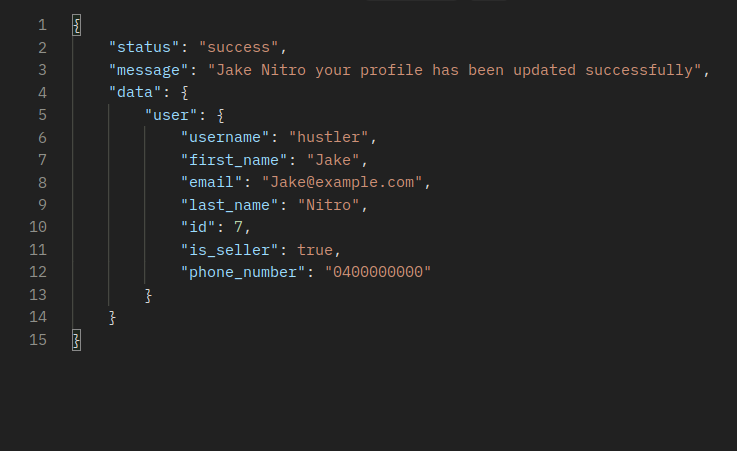 1 {
2     "status": "success",
3     "message": "Jake Nitro your profile has been updated successfully",
4     "data": {
5         "user": {
6             "username": "hustler",
7             "first_name": "Jake",
8             "email": "Jake@example.com",
9             "last_name": "Nitro",
10             "id": 7,
11             "is_seller": true,
12             "phone_number": "0400000000"
13         }
14     }
15 }